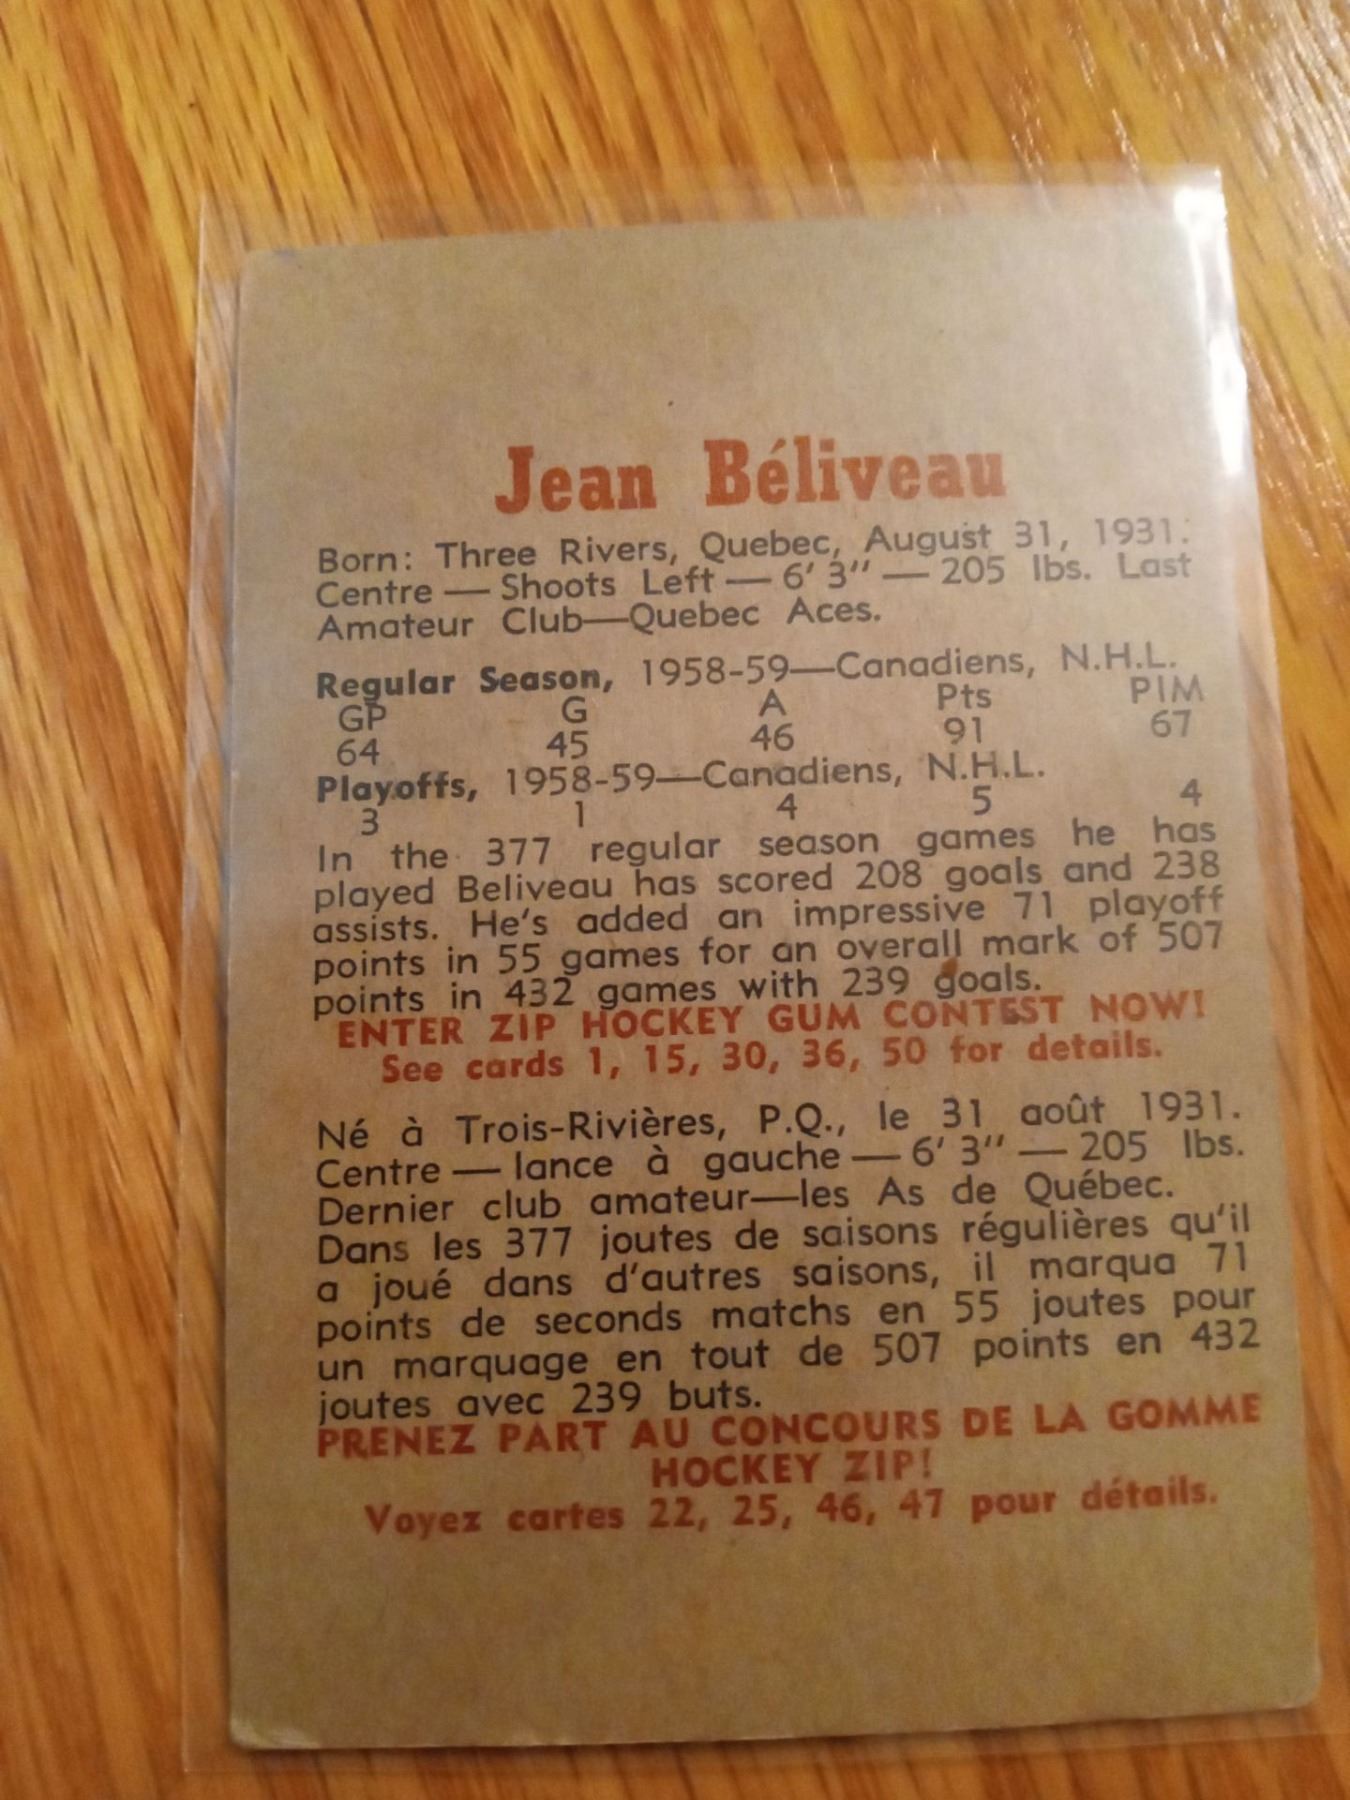 Jean Béliveau
Born: Three Rivers, Quebec, August 31, 1931.
Centre — Shoots Left — 6' 3" — 205 lbs. Last
Amateur Club—Quebec Aces.
Regular Season, 1958-59—Canadiens, N.H.L.
GP G A Pts PIM
64 45 46 91 67
Playoffs, 1958-59—Canadiens, N.H.L.
3 1 4 5 4
In the 377 regular season games he has
played Beliveau has scored 208 goals and 238
assists. He's added an impressive 71 playoff
points in 55 games for an overall mark of 507
points in 432 games with 239 goals.
ENTER ZIP HOCKEY GUM CONTEST NOW!
See cards 1, 15, 30, 36, 50 for details.
Né à Trois-Rivières, P.Q., le 31 août 1931.
Centre — lance à gauche — 6' 3" — 205 lbs.
Dernier club amateur—les As de Québec.
Dans les 377 joutes de saisons régulières qu'il
a joué dans d'autres saisons, il marqua 71
points de seconds matchs en 55 joutes pour
un marquage en tout de 507 points en 432
joutes avec 239 buts.
PRENEZ PART AU CONCOURS DE LA GOMME
HOCKEY ZIP!
Voyez cartes 22, 25, 46, 47 pour détails.